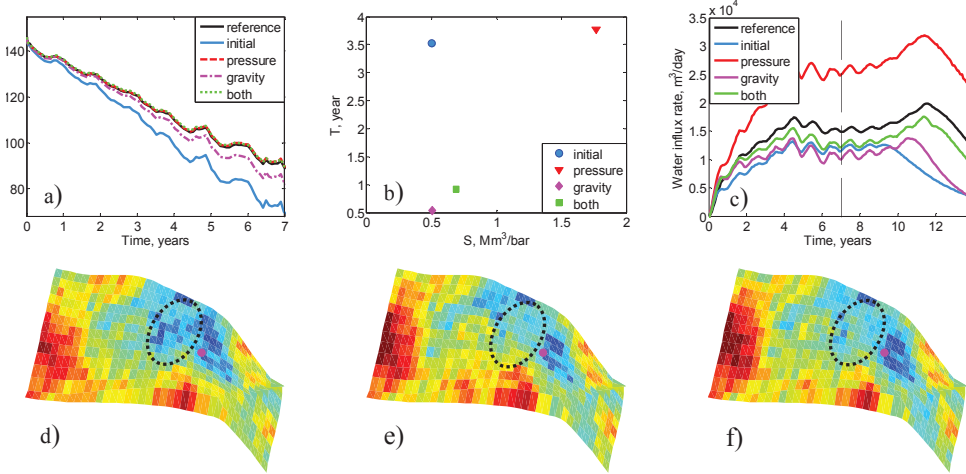 reference
initial
pressure
gravity
both
140
120
100
80
0 1 2 3 4 5 6 7
Time, years
a)
4
3.5
3
2.5
2
1.5
1
0.5
0 0.5 1 1.5 2
S, Mm³/bar
T, year
initial
pressure
gravity
both
b)
x 10⁴
3.5
3
2.5
2
1.5
1
0.5
0
0 2 4 6 8 10 12
Time, years
Water influx rate, m³/day
reference
initial
pressure
gravity
both
c)
d)
e)
f)